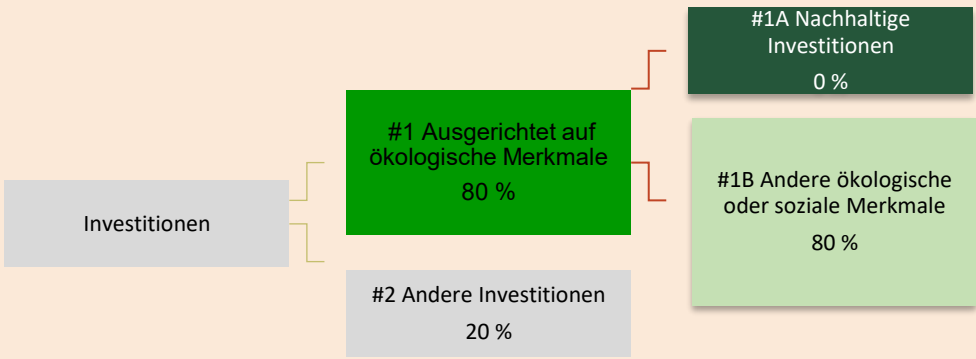 #1A Nachhaltige
Investitionen
0 %
#1 Ausgerichtet auf
ökologische Merkmale
80 %
#1B Andere ökologische
oder soziale Merkmale
80 %
Investitionen
#2 Andere Investitionen
20 %